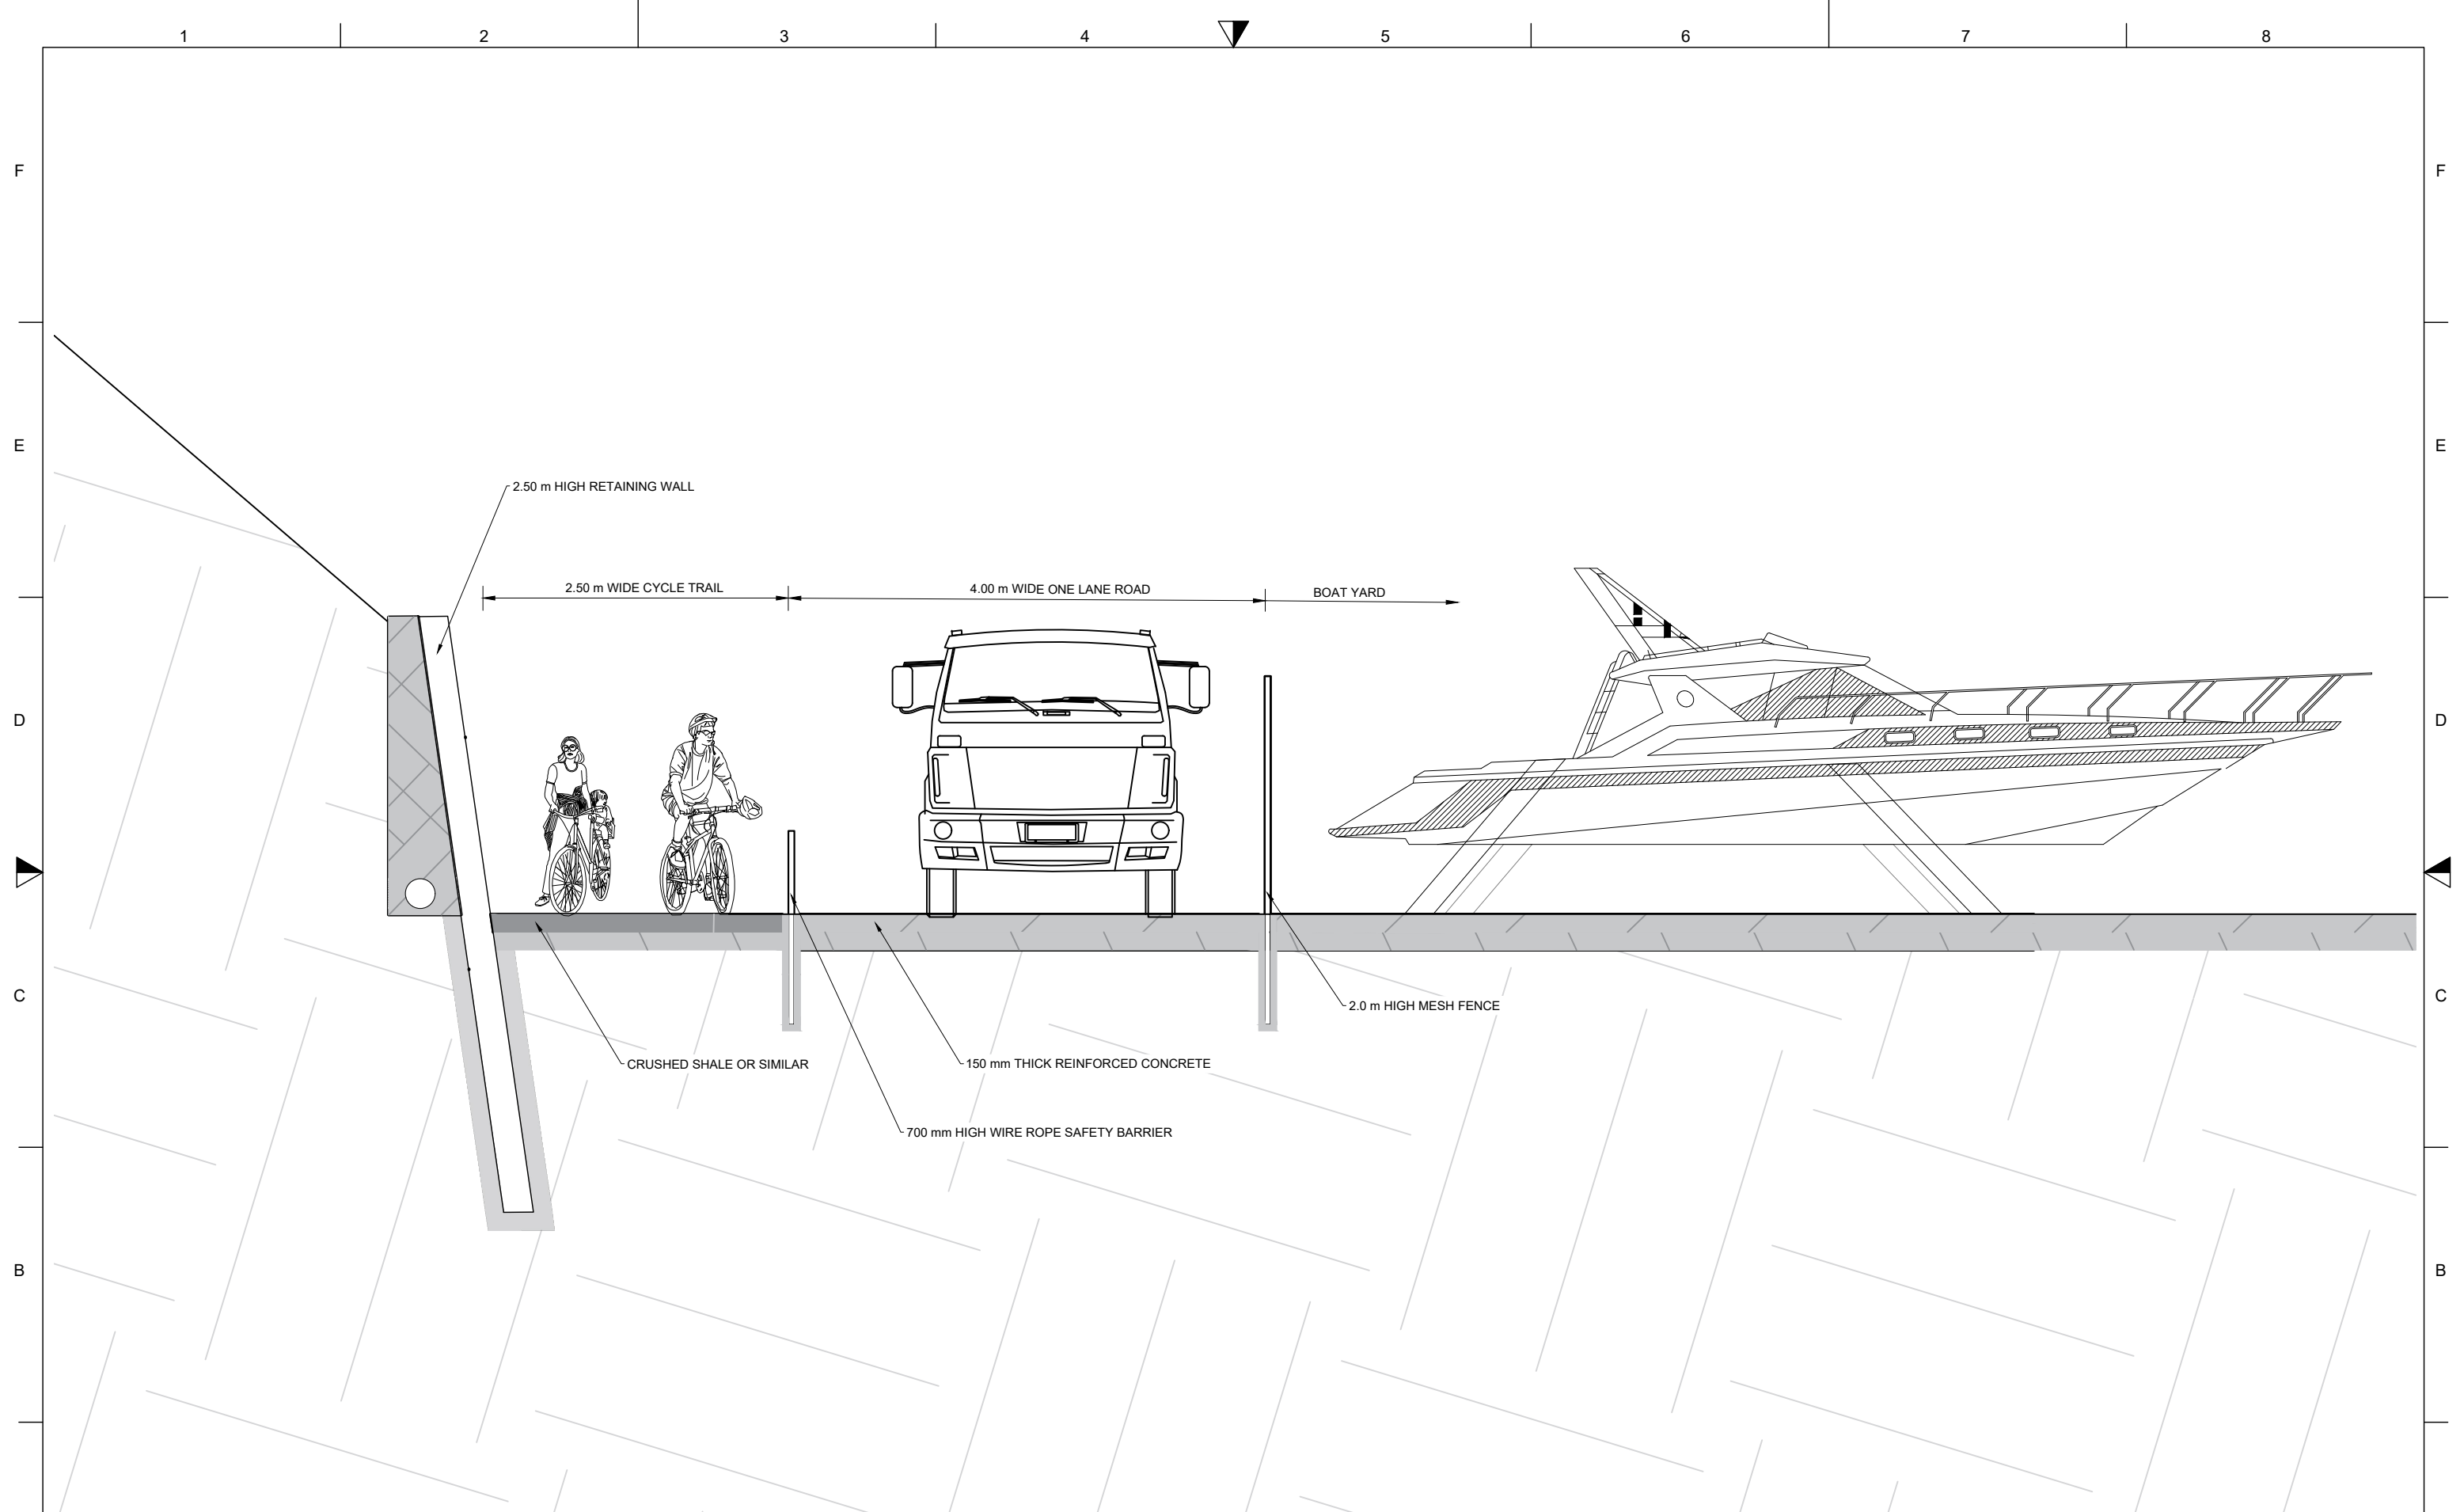 1 2 3 4 5 6 7 8
F F
E E
2.50 m HIGH RETAINING WALL
2.50 m WIDE CYCLE TRAIL 4.00 m WIDE ONE LANE ROAD BOAT YARD
D D
C C
2.0 m HIGH MESH FENCE
CRUSHED SHALE OR SIMILAR 150 mm THICK REINFORCED CONCRETE
700 mm HIGH WIRE ROPE SAFETY BARRIER
B B